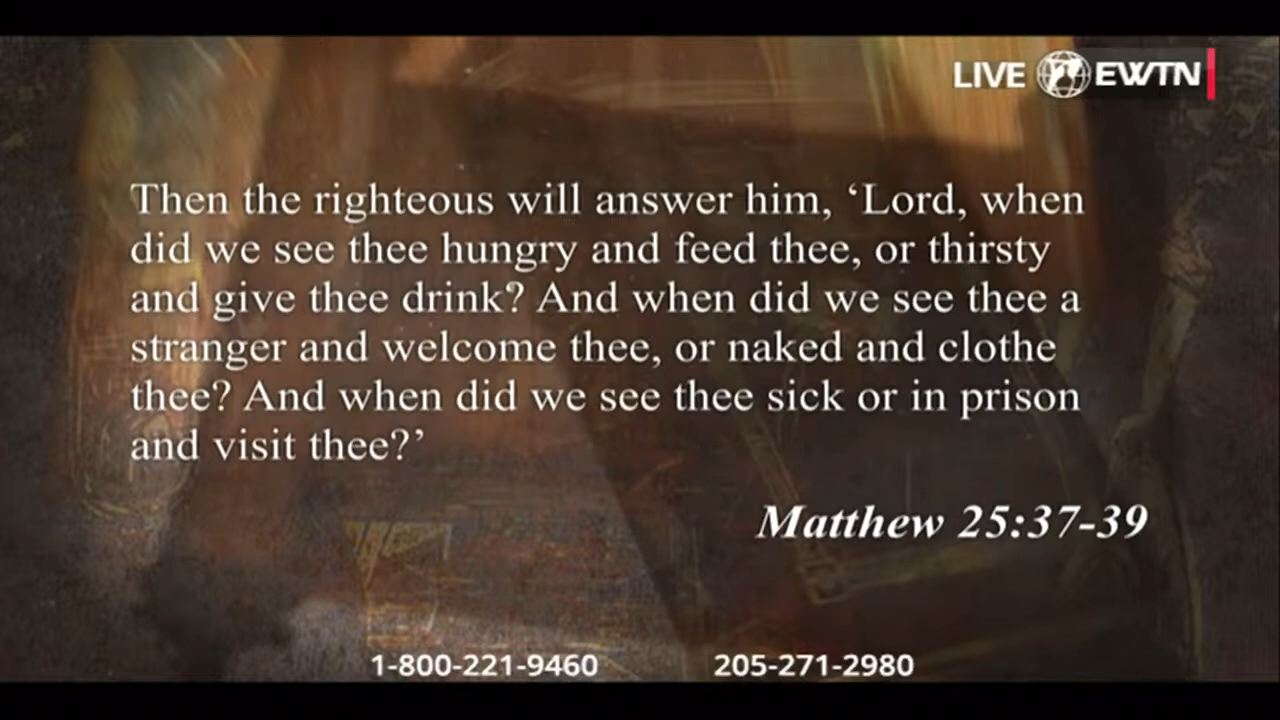 LIVE EWTN
Then the righteous will answer him, ‘Lord, when
did we see thee hungry and feed thee, or thirsty
and give thee drink? And when did we see thee a
stranger and welcome thee, or naked and clothe
thee? And when did we see thee sick or in prison
and visit thee?’
Matthew 25:37-39
1-800-221-9460 205-271-2980